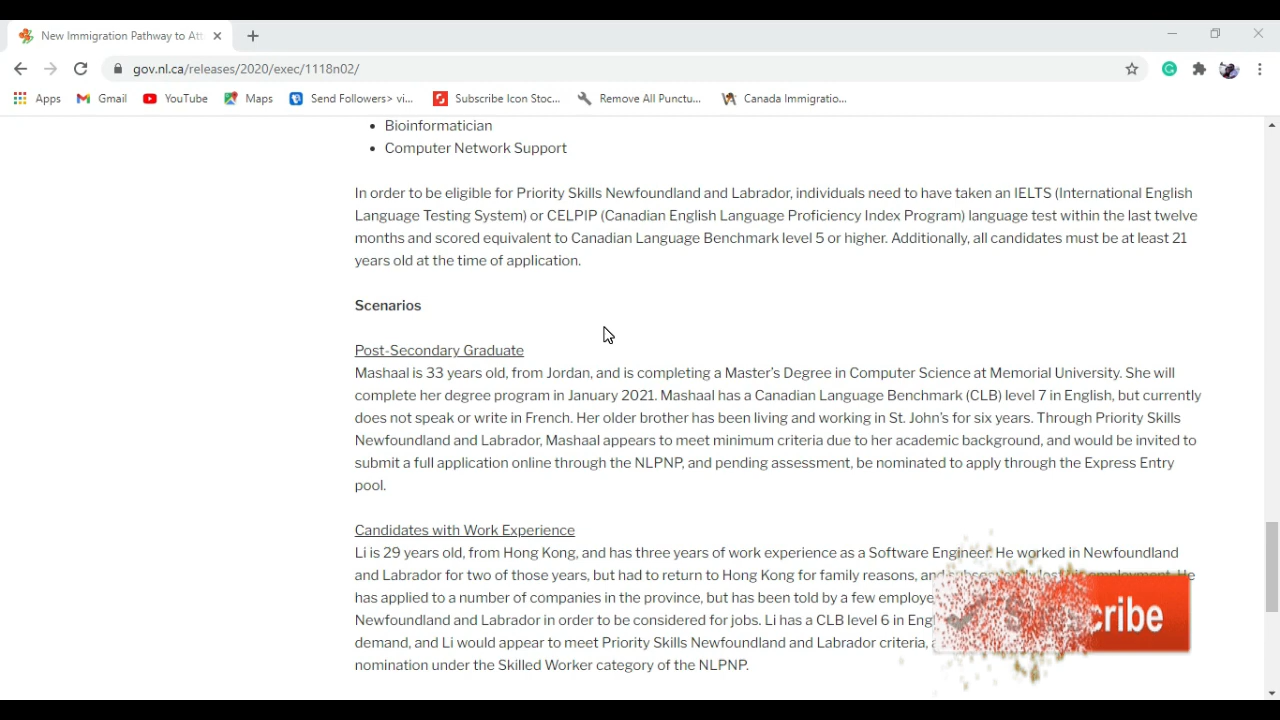 New Immigration Pathway to Att
gov.nl.ca/releases/2020/exec/1118n02/
Apps Gmail YouTube Maps Send Followers> vi... Subscribe Icon Stoc... Remove All Punctu... Canada Immigratio...
• Bioinformatician
• Computer Network Support
In order to be eligible for Priority Skills Newfoundland and Labrador, individuals need to have taken an IELTS (International English
Language Testing System) or CELPIP (Canadian English Language Proficiency Index Program) language test within the last twelve
months and scored equivalent to Canadian Language Benchmark level 5 or higher. Additionally, all candidates must be at least 21
years old at the time of application.
Scenarios
Post-Secondary Graduate
Mashaal is 33 years old, from Jordan, and is completing a Master's Degree in Computer Science at Memorial University. She will
complete her degree program in January 2021. Mashaal has a Canadian Language Benchmark (CLB) level 7 in English, but currently
does not speak or write in French. Her older brother has been living and working in St. John's for six years. Through Priority Skills
Newfoundland and Labrador, Mashaal appears to meet minimum criteria due to her academic background, and would be invited to
submit a full application online through the NLPNP, and pending assessment, be nominated to apply through the Express Entry
pool.
Candidates with Work Experience
Li is 29 years old, from Hong Kong, and has three years of work experience as a Software Engineer. He worked in Newfoundland
and Labrador for two of those years, but had to return to Hong Kong for family reasons, and employment. He
has applied to a number of companies in the province, but has been told by a few
Newfoundland and Labrador in order to be considered for jobs. Li has a CLB level 6 in
demand, and Li would appear to meet Priority Skills Newfoundland and Labrador criteria,
nomination under the Skilled Worker category of the NLPNP.
Subscribe